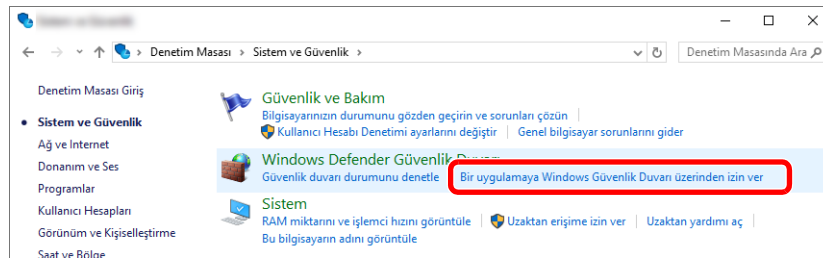 Denetim Masası > Sistem ve Güvenlik >
Denetim Masasında Ara
Denetim Masası Giriş
Sistem ve Güvenlik
Ağ ve Internet
Donanım ve Ses
Programlar
Kullanıcı Hesapları
Görünüm ve Kişiselleştirme
Saat ve Bölge
Güvenlik ve Bakım
Bilgisayarınızın durumunu gözden geçirin ve sorunları çözün
Kullanıcı Hesabı Denetimi ayarlarını değiştir
Genel bilgisayar sorunlarını gider
Windows Defender Güvenlik Duvarı
Güvenlik duvarı durumunu denetle
Bir uygulamaya Windows Güvenlik Duvarı üzerinden izin ver
Sistem
RAM miktarını ve işlemci hızını görüntüle
Uzaktan erişime izin ver
Uzaktan yardımı aç
Bu bilgisayarın adını görüntüle